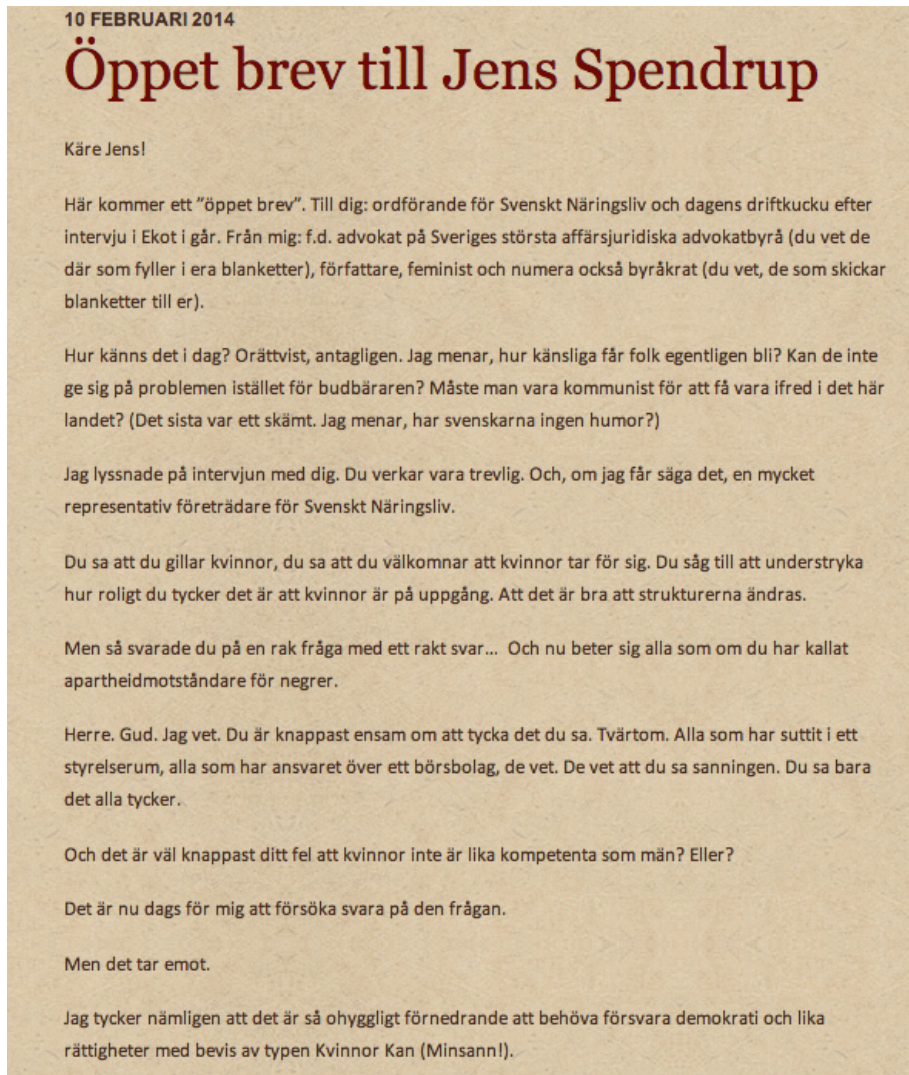 10 FEBRUARI 2014
Öppet brev till Jens Spendrup
Käre Jens!
Här kommer ett ”öppet brev”. Till dig: ordförande för Svenskt Näringsliv och dagens driftkucku efter
intervju i Ekot i går. Från mig: f.d. advokat på Sveriges största affärsjuridiska advokatbyrå (du vet de
där som fyller i era blanketter), författare, feminist och numera också byråkrat (du vet, de som skickar
blanketter till er).
Hur känns det i dag? Orättvist, antagligen. Jag menar, hur känsliga får folk egentligen bli? Kan de inte
ge sig på problemen istället för budbäraren? Måste man vara kommunist för att få vara ifred i det här
landet? (Det sista var ett skämt. Jag menar, har svenskarna ingen humor?)
Jag lyssnade på intervjun med dig. Du verkar vara trevlig. Och, om jag får säga det, en mycket
representativ företrädare för Svenskt Näringsliv.
Du sa att du gillar kvinnor, du sa att du välkomnar att kvinnor tar för sig. Du såg till att understryka
hur roligt du tycker det är att kvinnor är på uppgång. Att det är bra att strukturerna ändras.
Men så svarade du på en rak fråga med ett rakt svar…  Och nu beter sig alla som om du har kallat
apartheidmotståndare för negrer.
Herre. Gud. Jag vet. Du är knappast ensam om att tycka det du sa. Tvärtom. Alla som har suttit i ett
styrelserum, alla som har ansvaret över ett börsbolag, de vet. De vet att du sa sanningen. Du sa bara
det alla tycker.
Och det är väl knappast ditt fel att kvinnor inte är lika kompetenta som män? Eller?
Det är nu dags för mig att försöka svara på den frågan.
Men det tar emot.
Jag tycker nämligen att det är så ohyggligt förnedrande att behöva försvara demokrati och lika
rättigheter med bevis av typen Kvinnor Kan (Minsann!).